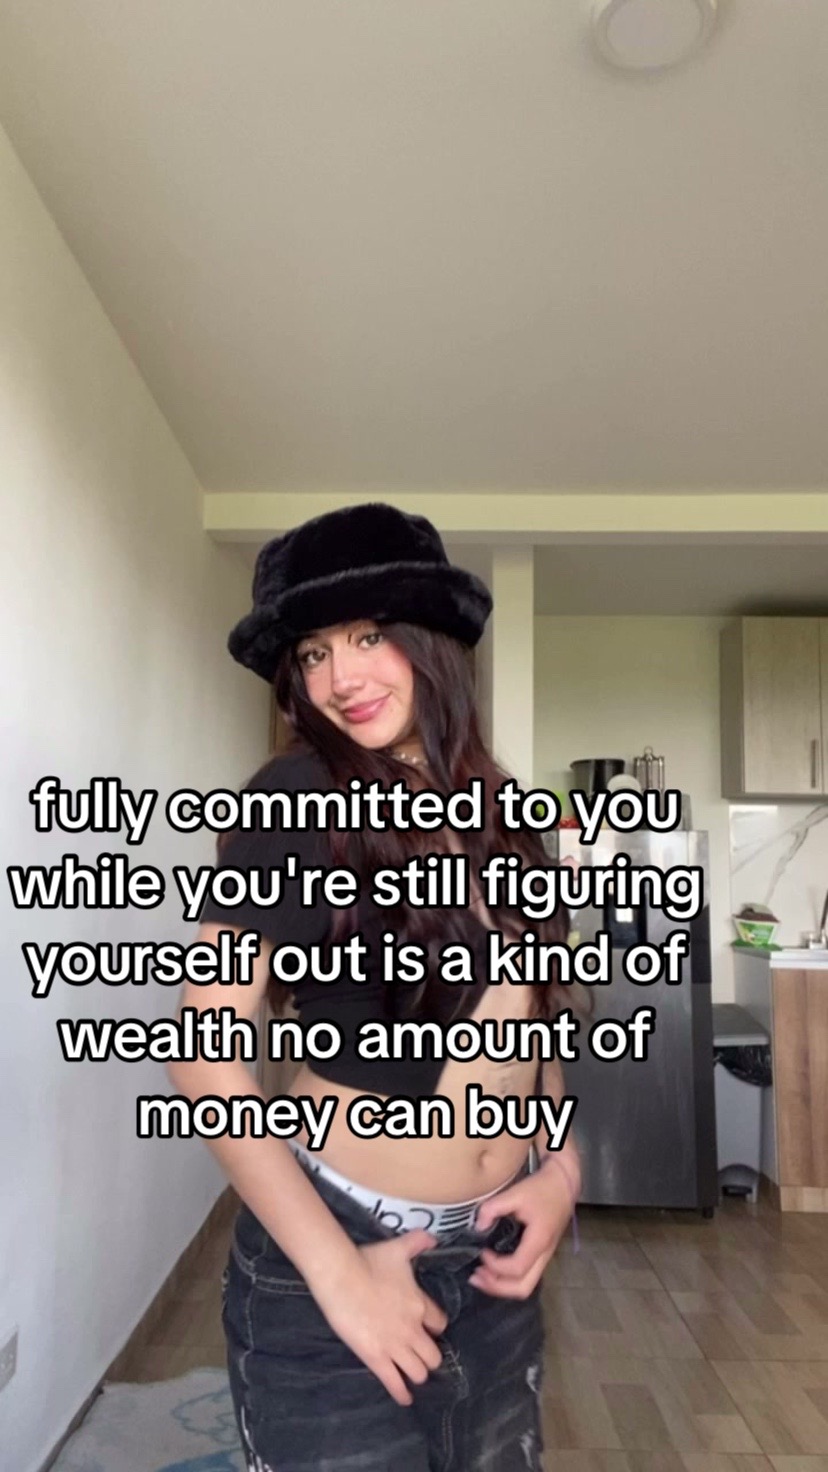 fully committed to you
while you're still figuring
yourself out is a kind of
wealth no amount of
money can buy